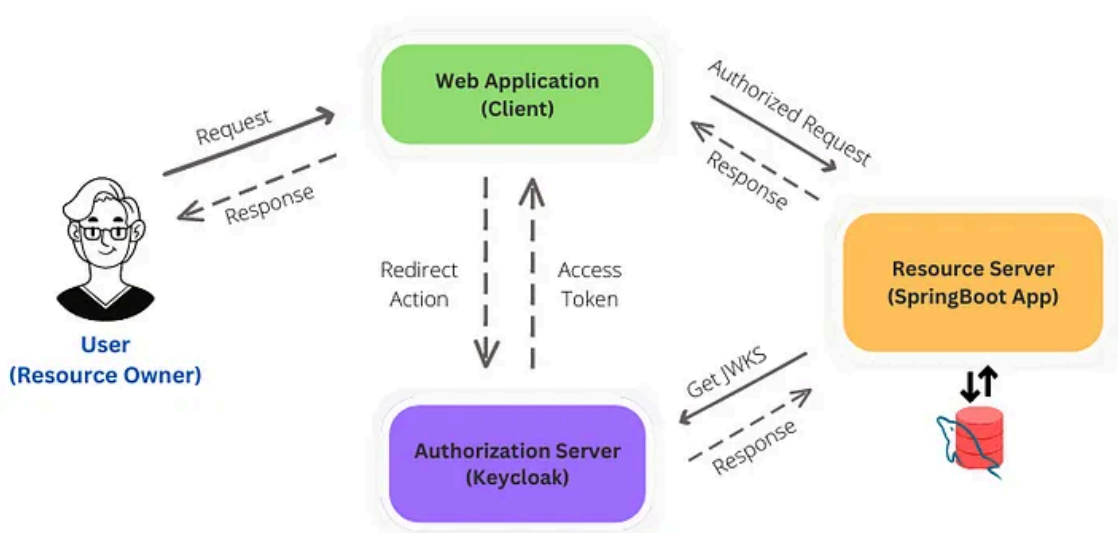 Web Application
(Client)
Request
Response
Authorized Request
Response
Redirect
Action
Access
Token
Resource Server
(SpringBoot App)
User
(Resource Owner)
Get JWKS
Response
Authorization Server
(Keycloak)